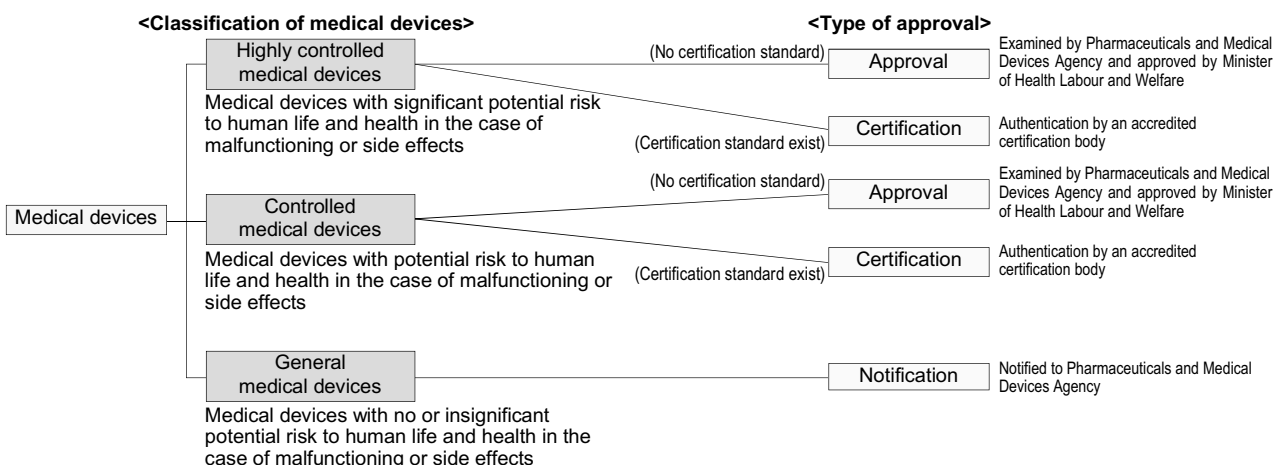 <Classification of medical devices>
<Type of approval>
Highly controlled
medical devices
Medical devices with significant potential risk
to human life and health in the case of
malfunctioning or side effects
(No certification standard)
Approval
Examined by Pharmaceuticals and Medical
Devices Agency and approved by Minister
of Health Labour and Welfare
(Certification standard exist)
Certification
Authentication by an accredited
certification body
Medical devices
Controlled
medical devices
Medical devices with potential risk to human
life and health in the case of malfunctioning or
side effects
(No certification standard)
Approval
Examined by Pharmaceuticals and Medical
Devices Agency and approved by Minister
of Health Labour and Welfare
(Certification standard exist)
Certification
Authentication by an accredited
certification body
General
medical devices
Medical devices with no or insignificant
potential risk to human life and health in the
case of malfunctioning or side effects
Notification
Notified to Pharmaceuticals and Medical
Devices Agency